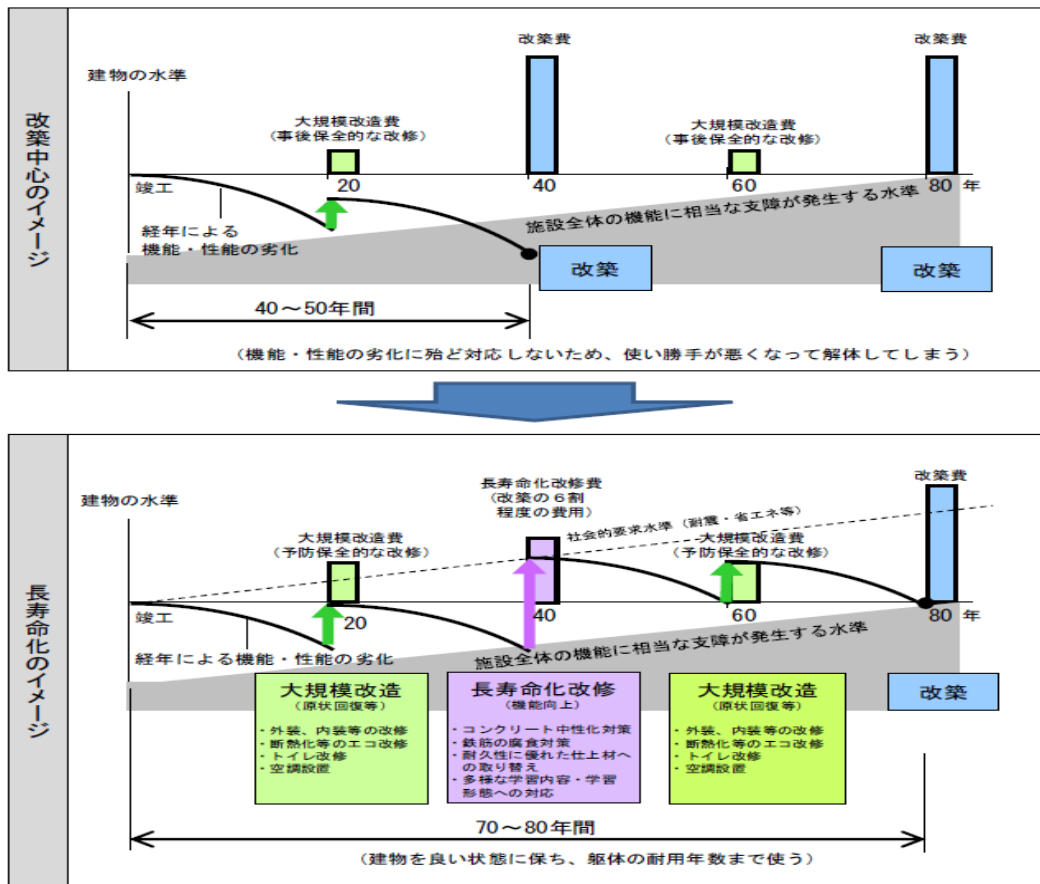 改築中心のイメージ
建物の水準
改築費
改築費
大規模改造費
（事後保全的な改修）
大規模改造費
（事後保全的な改修）
竣工
20
40
60
80 年
経年による
機能・性能の劣化
施設全体の機能に相当な支障が発生する水準
改築
改築
40～50年間
（機能・性能の劣化に殆ど対応しないため、使い勝手が悪くなって解体してしまう）
長寿命化のイメージ
建物の水準
改築費
長寿命化改修費
（改築の６割
程度の費用）
社会的要求水準（耐震・省エネ等）
大規模改造費
（予防保全的な改修）
大規模改造費
（予防保全的な改修）
竣工
20
40
60
80 年
経年による機能・性能の劣化
施設全体の機能に相当な支障が発生する水準
大規模改造
（原状回復等）
・外装、内装等の改修
・断熱化等のエコ改修
・トイレ改修
・空調設置
長寿命化改修
（機能向上）
・コンクリート中性化対策
・鉄筋の腐食対策
・耐久性に優れた仕上材へ
の取り替え
・多様な学習内容・学習
形態への対応
大規模改造
（原状回復等）
・外装、内装等の改修
・断熱化等のエコ改修
・トイレ改修
・空調設置
改築
70～80年間
（建物を良い状態に保ち、躯体の耐用年数まで使う）